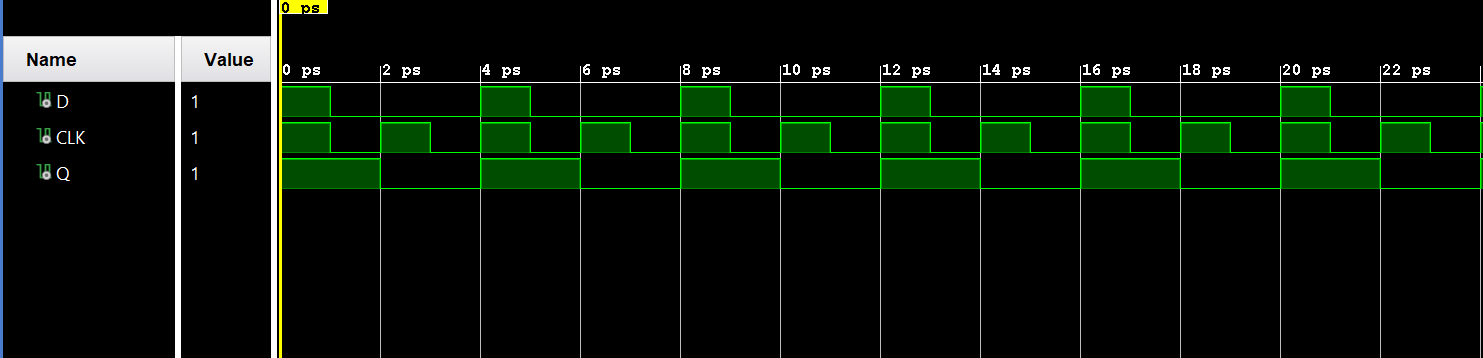 0 ps
Name Value
0 ps 2 ps 4 ps 6 ps 8 ps 10 ps 12 ps 14 ps 16 ps 18 ps 20 ps 22 ps
D 1
CLK 1
Q 1